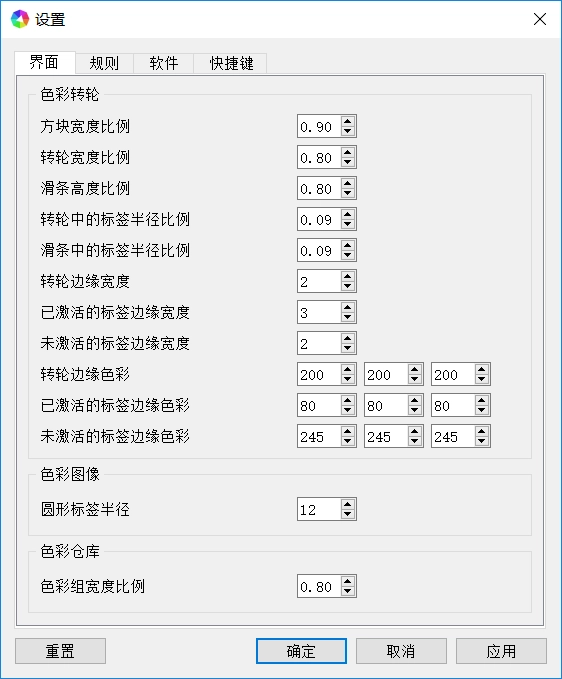 设置
界面 规则 软件 快捷键
色彩转轮
方块宽度比例 0.90
转轮宽度比例 0.80
滑条高度比例 0.80
转轮中的标签半径比例 0.09
滑条中的标签半径比例 0.09
转轮边缘宽度 2
已激活的标签边缘宽度 3
未激活的标签边缘宽度 2
转轮边缘色彩 200 200 200
已激活的标签边缘色彩 80 80 80
未激活的标签边缘色彩 245 245 245
色彩图像
圆形标签半径 12
色彩仓库
色彩组宽度比例 0.80
重置 确定 取消 应用